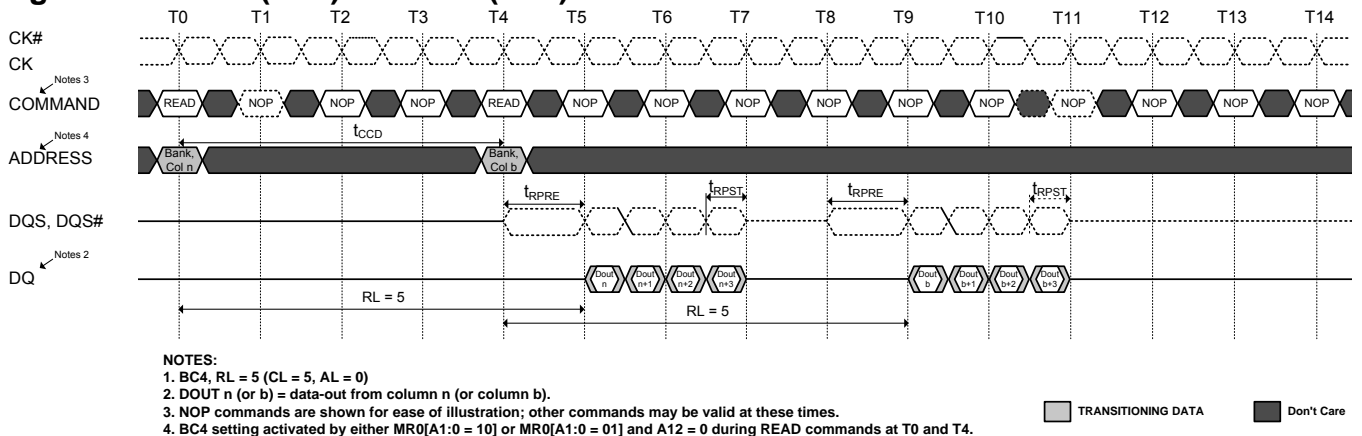 T0 T1 T2 T3 T4 T5 T6 T7 T8 T9 T10 T11 T12 T13 T14
CK#
CK
Notes 3
COMMAND READ NOP NOP NOP READ NOP NOP NOP NOP NOP NOP NOP NOP NOP NOP
tCCD
Notes 4
ADDRESS Bank, Col n Bank, Col b
tRPRE tRPST tRPRE tRPST
DQS, DQS#
Notes 2
DQ Dout n Dout n+1 Dout n+2 Dout n+3 Dout b Dout b+1 Dout b+2 Dout b+3
RL = 5
RL = 5
NOTES:
1. BC4, RL = 5 (CL = 5, AL = 0)
2. DOUT n (or b) = data-out from column n (or column b).
3. NOP commands are shown for ease of illustration; other commands may be valid at these times.
4. BC4 setting activated by either MR0[A1:0 = 10] or MR0[A1:0 = 01] and A12 = 0 during READ commands at T0 and T4.
TRANSITIONING DATA
Don't Care